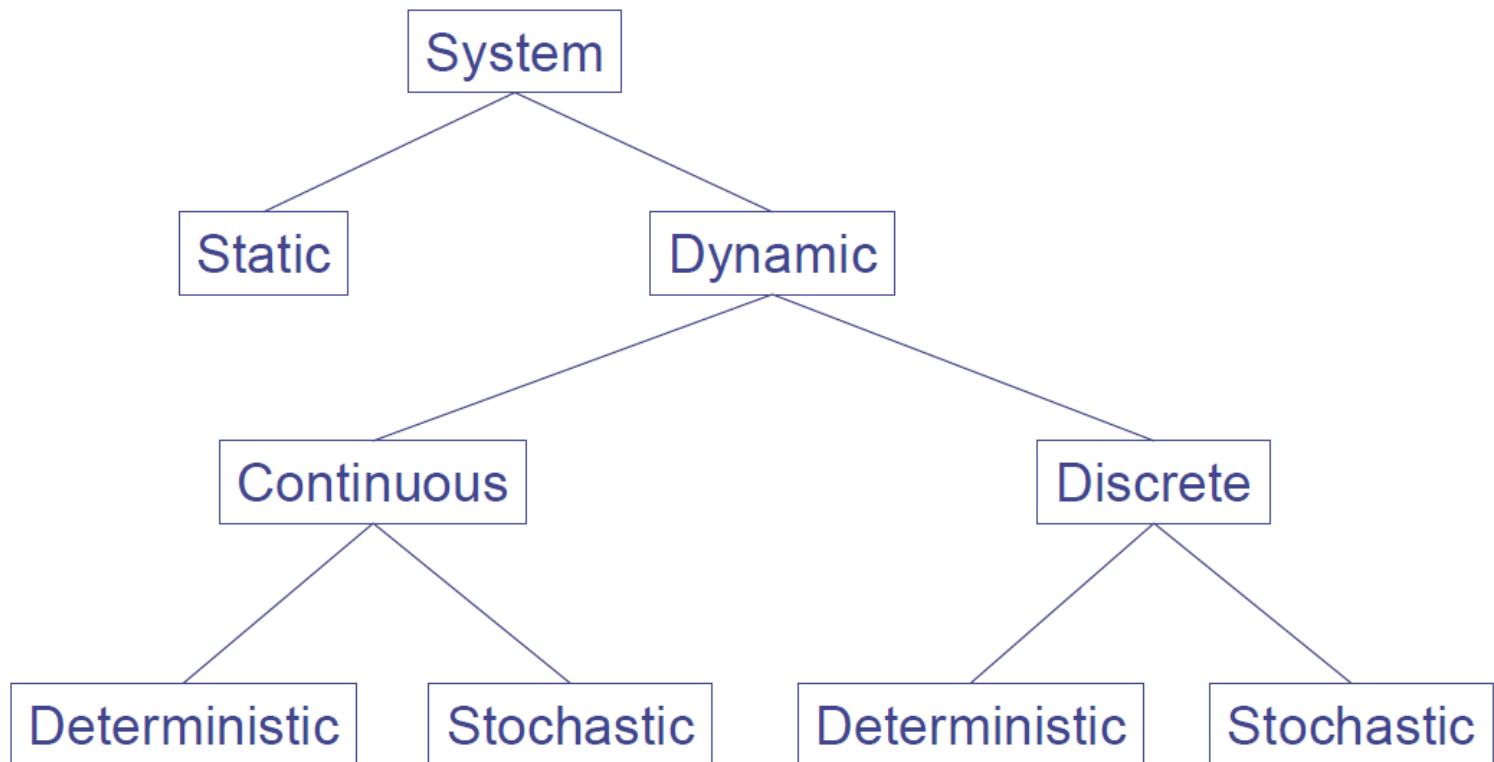 System
Static
Dynamic
Continuous
Discrete
Deterministic
Stochastic
Deterministic
Stochastic